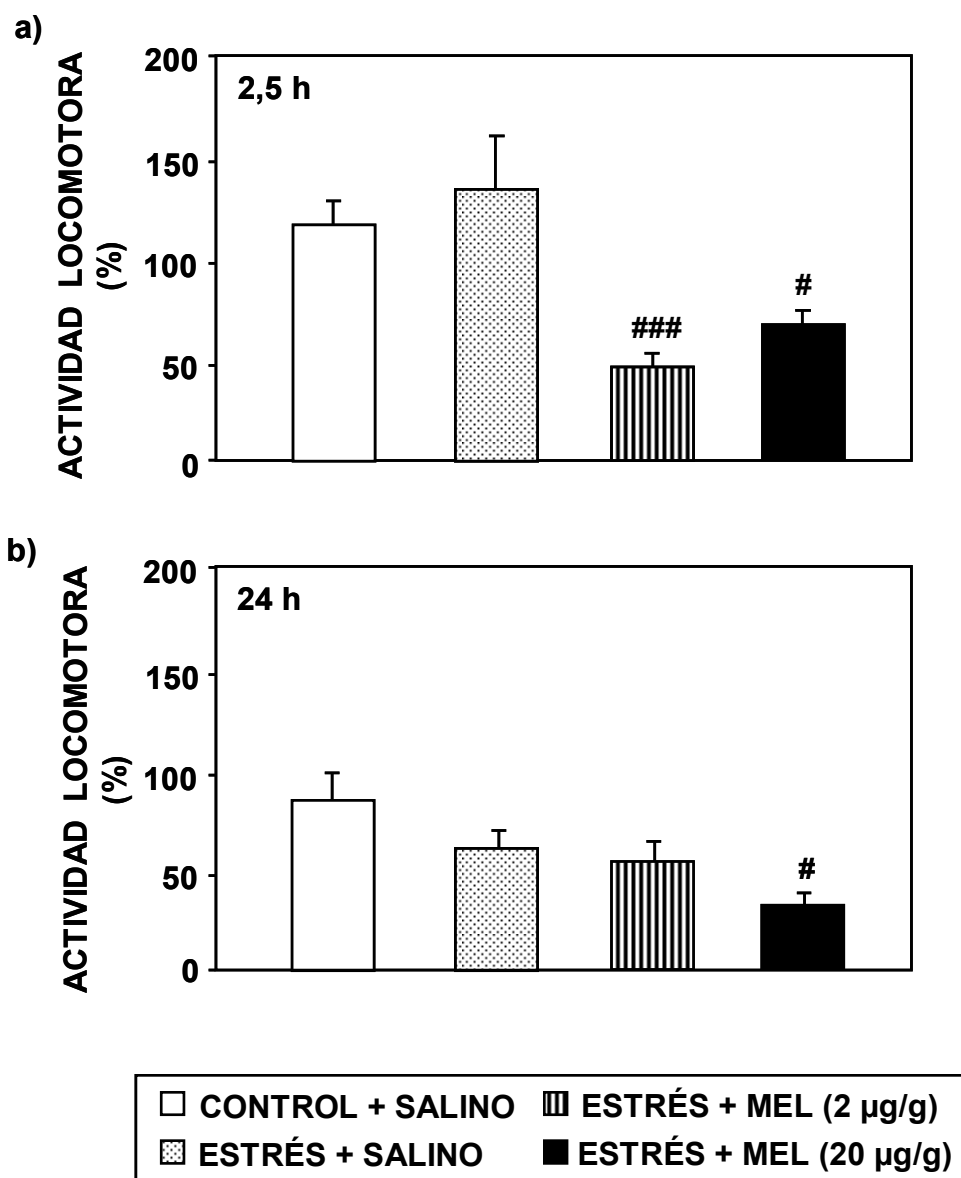 a)
200
150
100
50
0
ACTIVIDAD LOCOMOTORA
(%)
2,5 h
###
#
b)
200
150
100
50
0
ACTIVIDAD LOCOMOTORA
(%)
24 h
#
CONTROL + SALINO
ESTRÉS + MEL (2 µg/g)
ESTRÉS + SALINO
ESTRÉS + MEL (20 µg/g)